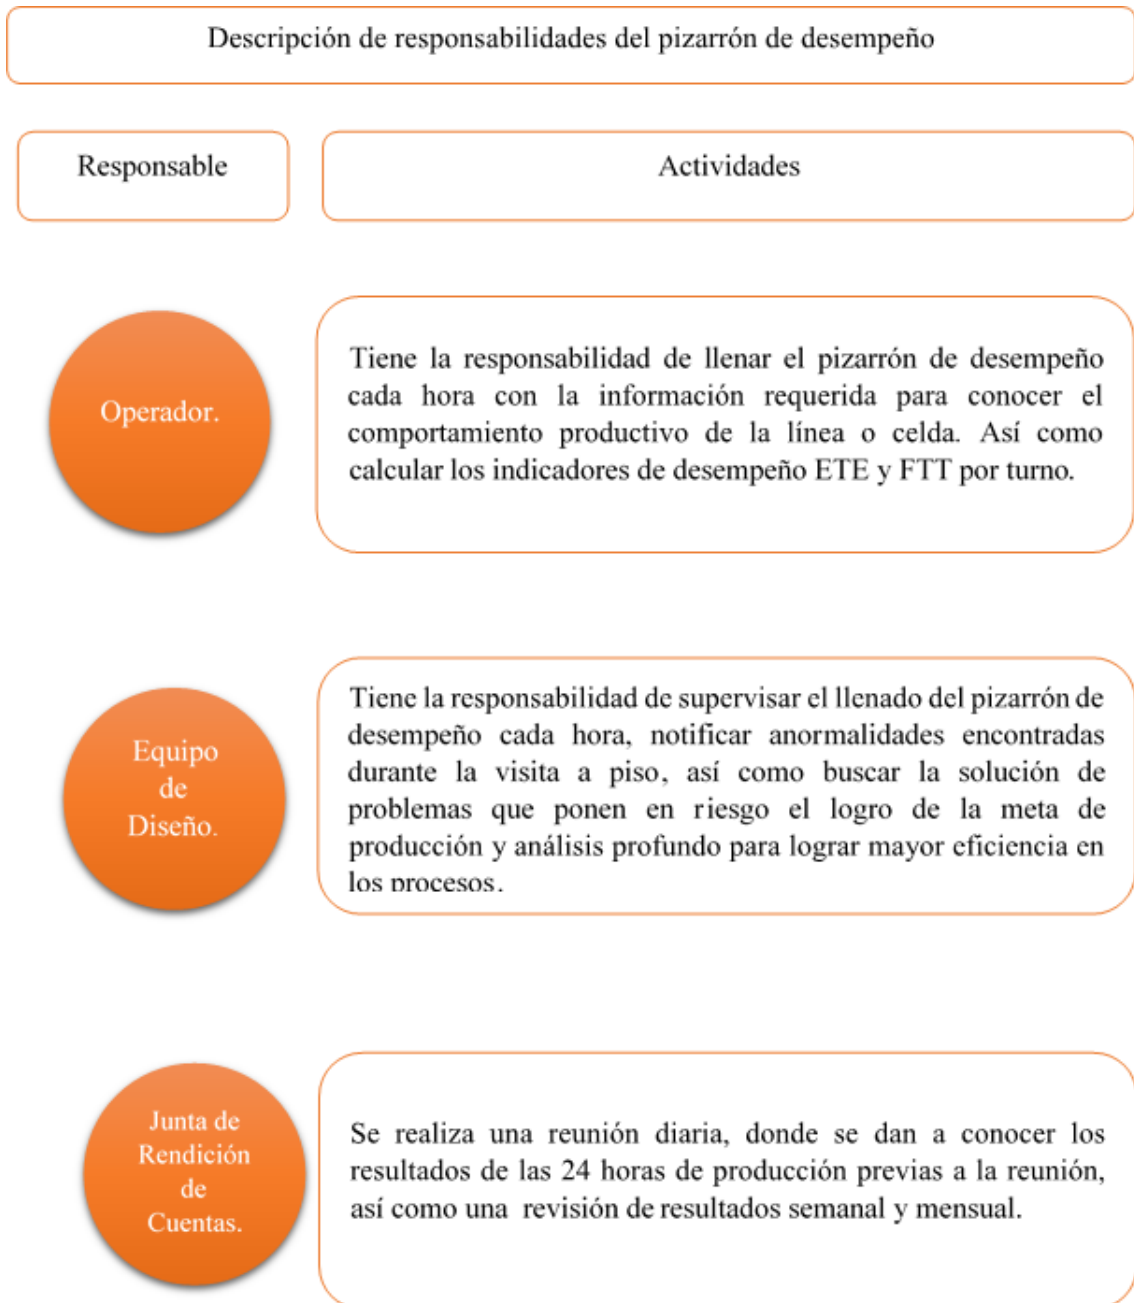 Descripción de responsabilidades del pizarrón de desempeño
Responsable
Actividades
Operador.
Tiene la responsabilidad de llenar el pizarrón de desempeño
cada hora con la información requerida para conocer el
comportamiento productivo de la línea o celda. Así como
calcular los indicadores de desempeño ETE y FTT por turno.
Equipo
de
Diseño.
Tiene la responsabilidad de supervisar el llenado del pizarrón de
desempeño cada hora, notificar anormalidades encontradas
durante la visita a piso, así como buscar la solución de
problemas que ponen en riesgo el logro de la meta de
producción y análisis profundo para lograr mayor eficiencia en
los procesos.
Junta de
Rendición
de
Cuentas.
Se realiza una reunión diaria, donde se dan a conocer los
resultados de las 24 horas de producción previas a la reunión,
así como una revisión de resultados semanal y mensual.